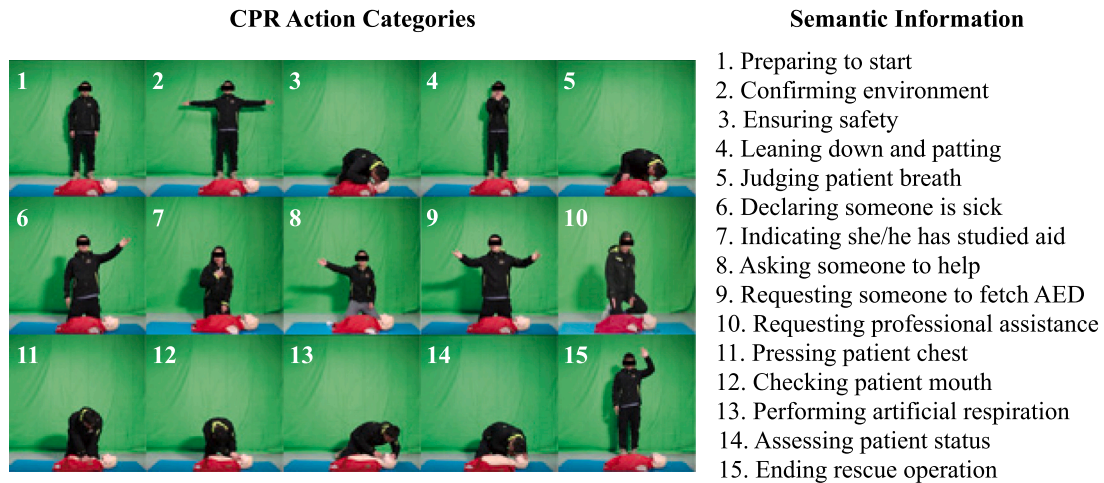 CPR Action Categories
Semantic Information
1 2 3 4 5
6 7 8 9 10
11 12 13 14 15
1. Preparing to start
2. Confirming environment
3. Ensuring safety
4. Leaning down and patting
5. Judging patient breath
6. Declaring someone is sick
7. Indicating she/he has studied aid
8. Asking someone to help
9. Requesting someone to fetch AED
10. Requesting professional assistance
11. Pressing patient chest
12. Checking patient mouth
13. Performing artificial respiration
14. Assessing patient status
15. Ending rescue operation